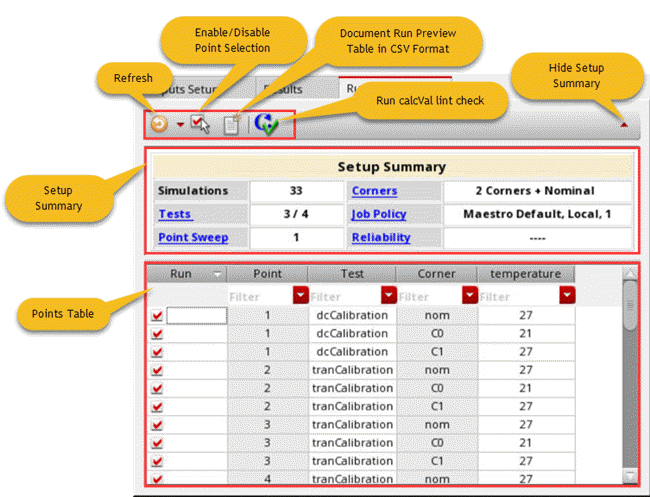 Enable/Disable
Point Selection
Document Run Preview
Table in CSV Format
Refresh
Hide Setup
Summary
Run calcVal lint check
puts Setu
Results
Setup
Summary
Setup Summary
Simulations 33 Corners 2 Corners + Nominal
Tests 3 / 4 Job Policy Maestro Default, Local, 1
Point Sweep 1 Reliability ----
Points Table
Run Point Test Corner temperature
Filter Filter Filter Filter
1 dcCalibration nom 27
1 dcCalibration C0 21
1 dcCalibration C1 27
2 tranCalibration nom 27
2 tranCalibration C0 21
2 tranCalibration C1 27
3 tranCalibration nom 27
3 tranCalibration C0 21
3 tranCalibration C1 27
4 tranCalibration nom 27